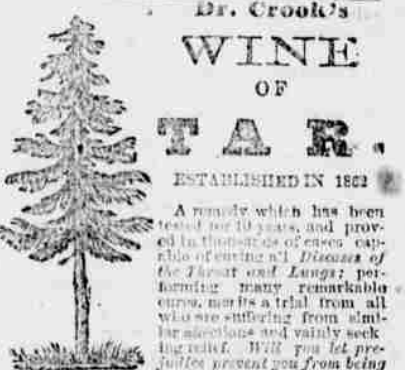 Dr. Crook's
WINE
OF
TAR.
ESTABLISHED IN 1862
A remedy which has been
tested for 10 years, and prov-
ed in thousands of cases cap-
able of curing all Diseases of
the Throat and Lungs; per-
forming many remarkable
cures, merits a trial from all
who are suffering from simi-
lar affections and vainly seek
ing relief. Will you let pre-
judice prevent you from being